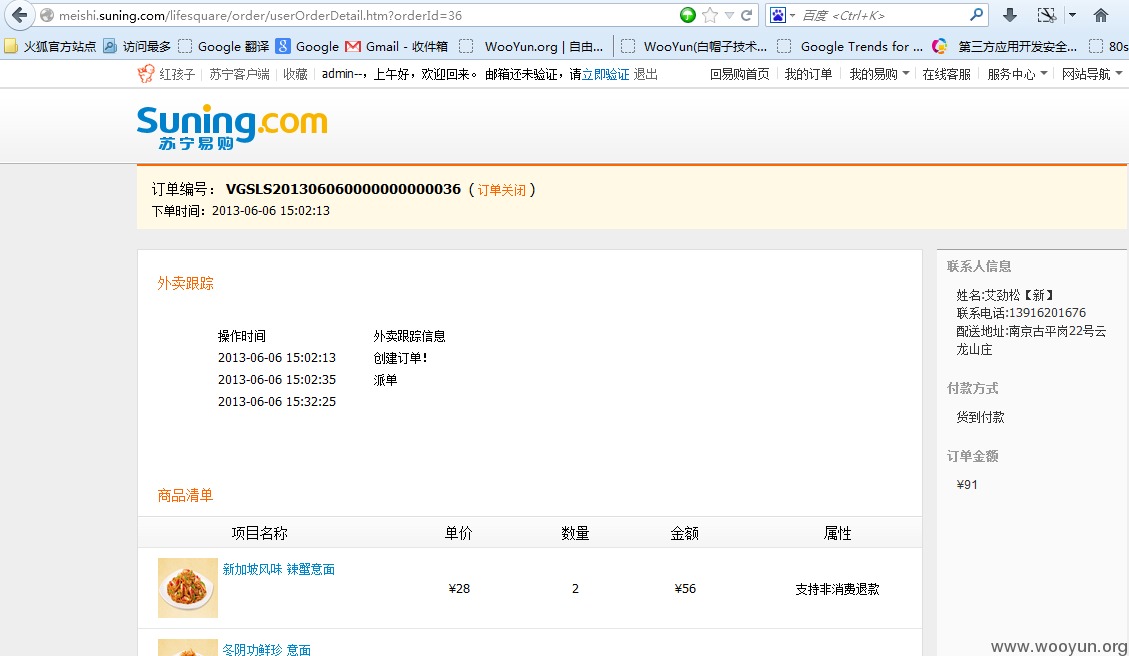 meishi.suning.com/lifesquare/order/userOrderDetail.htm?orderId=36
百度 <Ctrl+K>
火狐官方站点 访问最多 Google 翻译 Google Gmail - 收件箱 WooYun.org | 自由... WooYun(白帽子技术... Google Trends for ... 第三方应用开发安全... 80s
红孩子 苏宁客户端 收藏 admin--，上午好，欢迎回来。 邮箱还未验证，请立即验证 退出 回易购首页 我的订单 我的易购 在线客服 服务中心 网站导航
Suning.com
苏宁易购
订单编号： VGSLS201306060000000000036 （订单关闭）
下单时间：2013-06-06 15:02:13
外卖跟踪
操作时间 外卖跟踪信息
2013-06-06 15:02:13 创建订单！
2013-06-06 15:02:35 派单
2013-06-06 15:32:25
联系人信息
姓名:艾劲松【新】
联系电话:13916201676
配送地址:南京古平岗22号云
龙山庄
付款方式
货到付款
订单金额
¥91
商品清单
项目名称 单价 数量 金额 属性
新加坡风味 辣蟹意面 ¥28 2 ¥56 支持非消费退款
冬阴功鲜珍 意面
www.wooyun.org